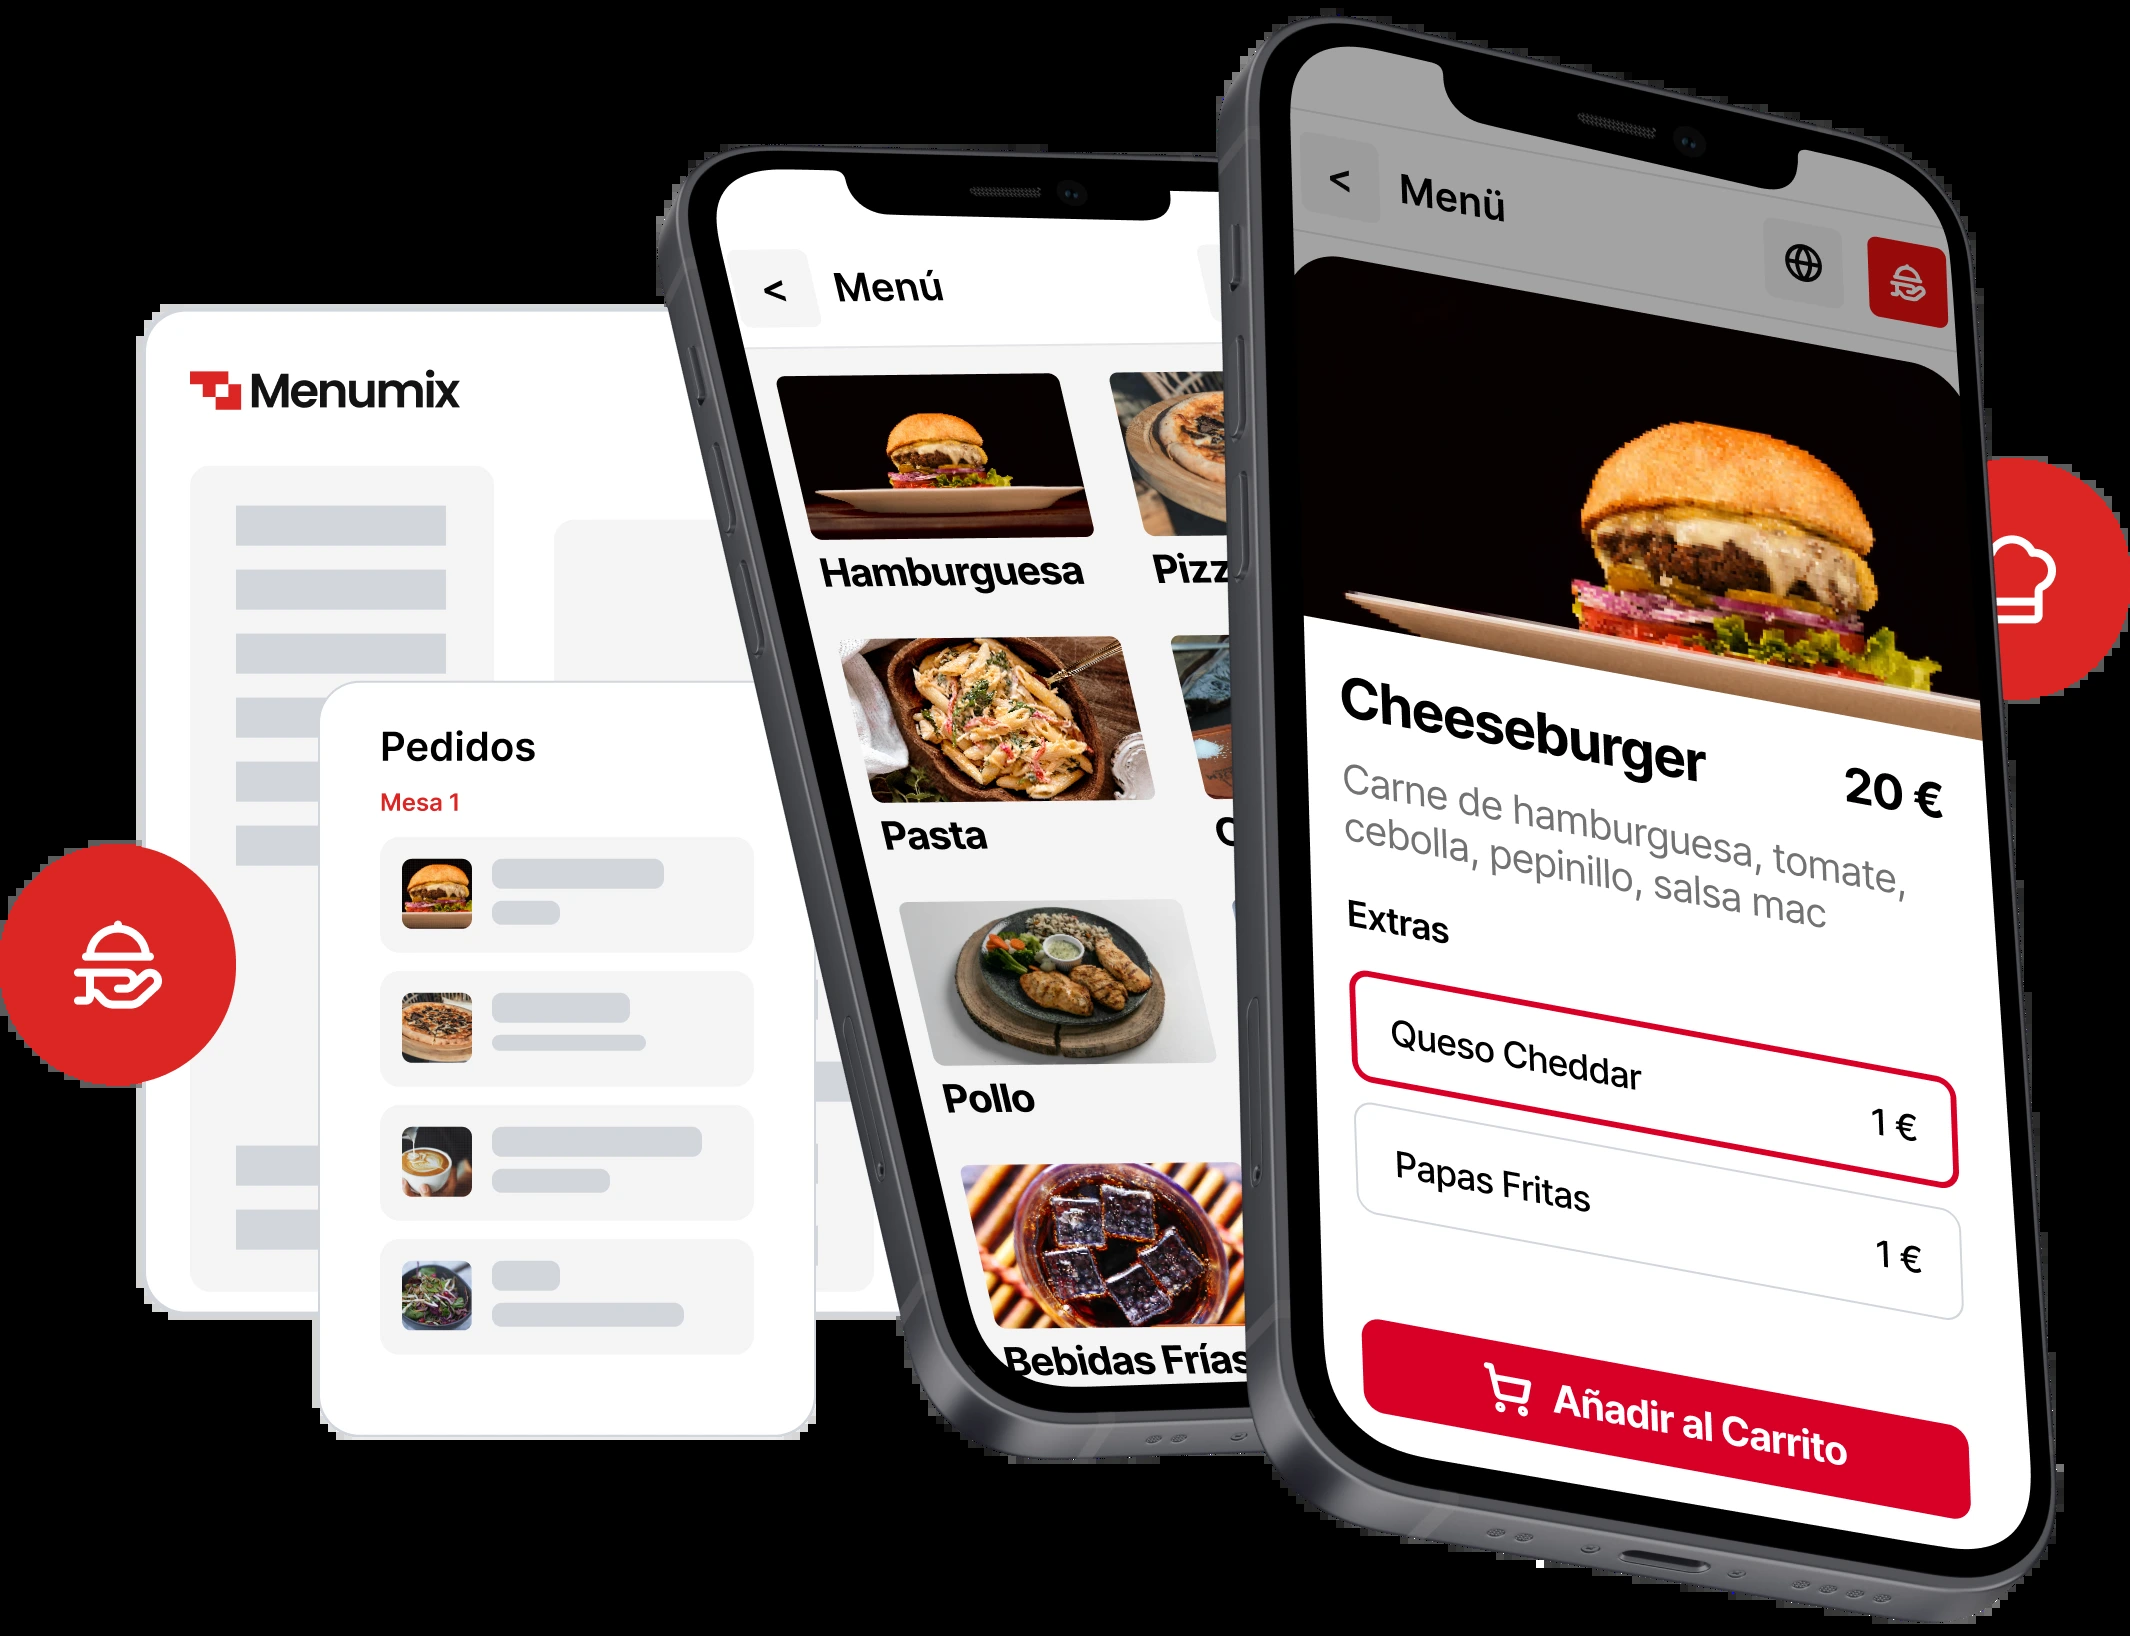 Menumix
Pedidos
Mesa 1
< Menú
Hamburguesa
Pasta
Pollo
Bebidas Frías
< Menü
Cheeseburger
20 €
Carne de hamburguesa, tomate,
cebolla, pepinillo, salsa mac
Extras
Queso Cheddar
1 €
Papas Fritas
1 €
Añadir al Carrito